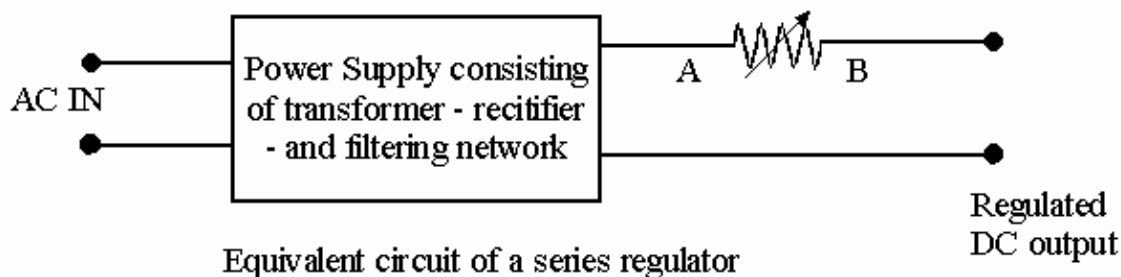 AC IN
Power Supply consisting
of transformer - recitifier
- and filtering network
A
B
Regulated
DC output
Equivalent circuit of a series regulator